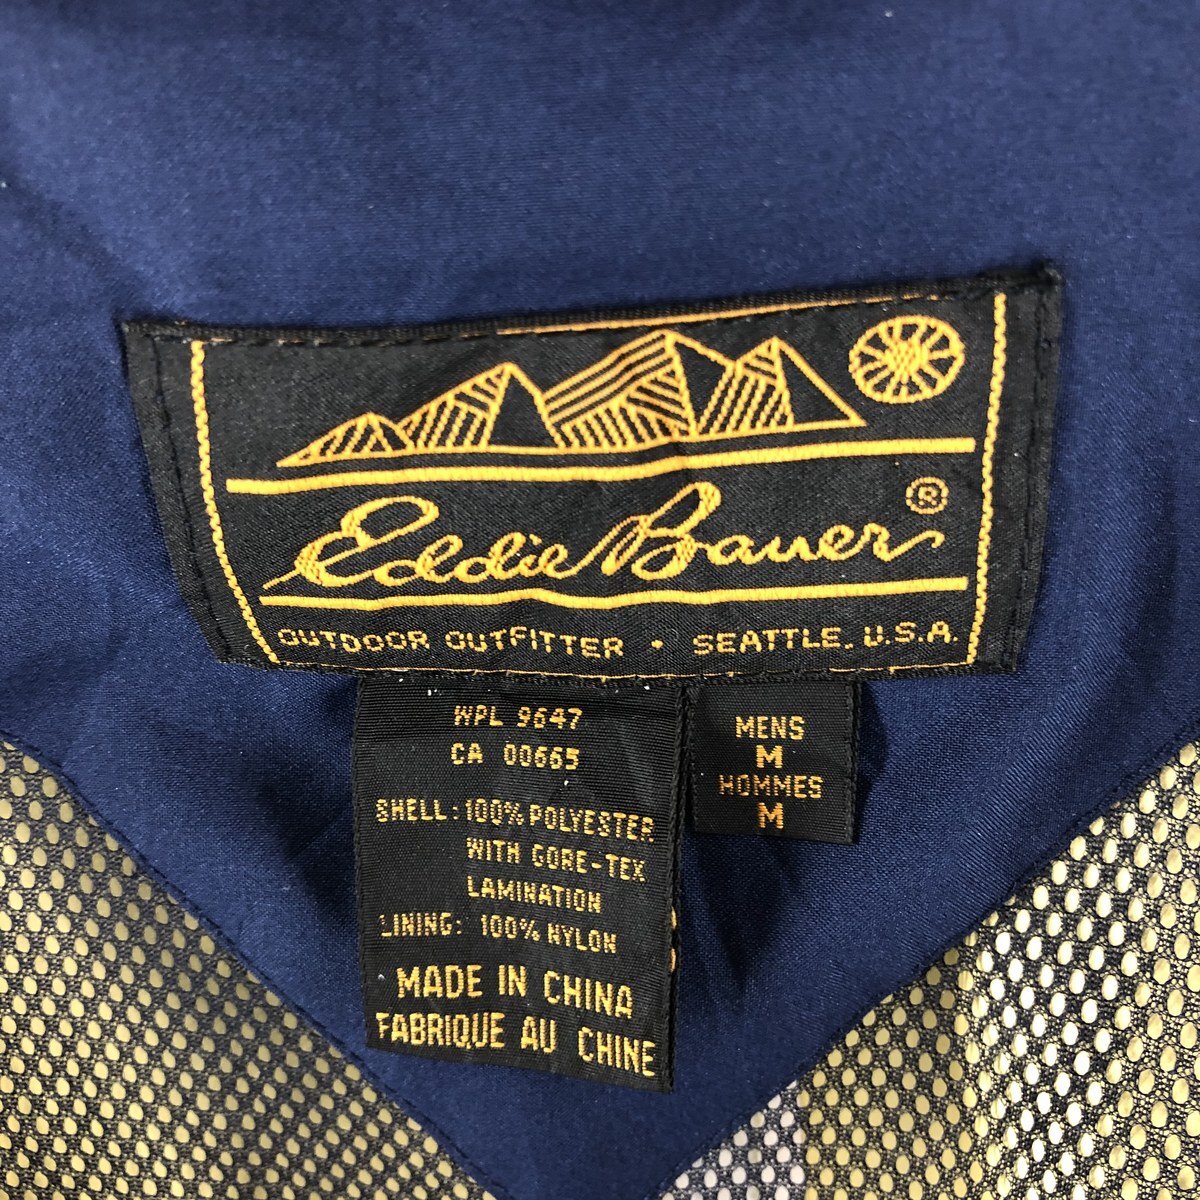 Eddie Bauer®
OUTDOOR OUTFITTER • SEATTLE, U.S.A.
WPL 9647
CA 00665
SHELL: 100% POLYESTER
WITH GORE-TEX
LAMINATION
LINING: 100% NYLON
MADE IN CHINA
FABRIQUE AU CHINE
MENS
M
HOMMES
M